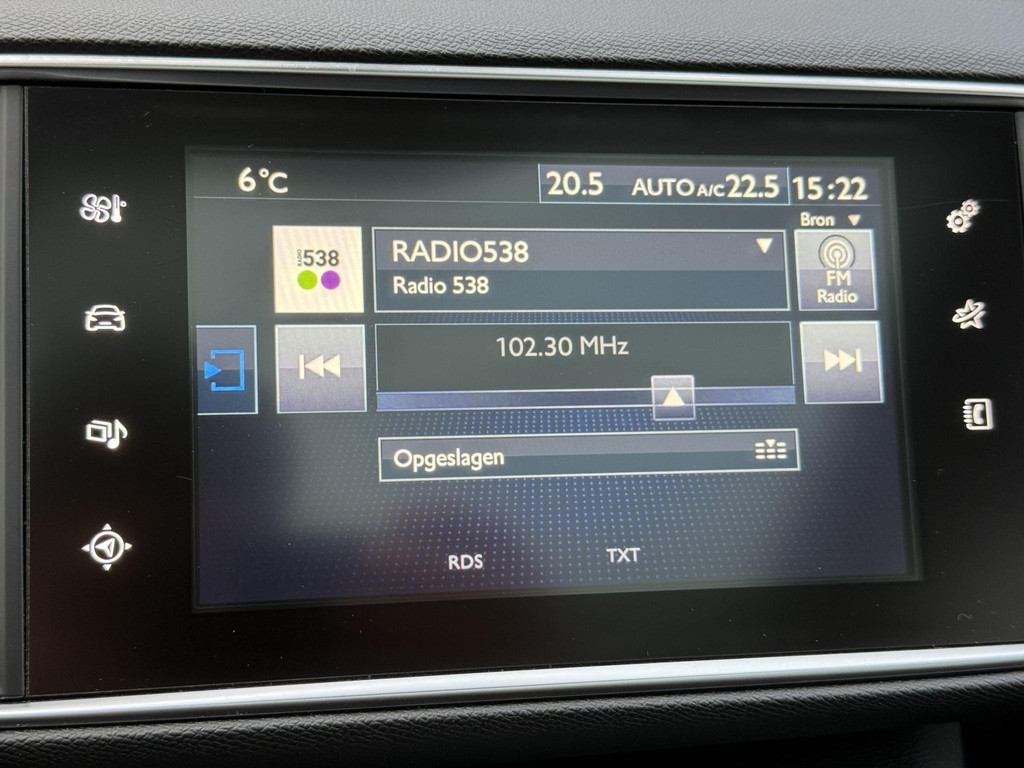 6°C
20.5 AUTO A/C 22.5 15:22
Bron
538
RADIO538
Radio 538
FM
Radio
102.30 MHz
Opgeslagen
RDS TXT